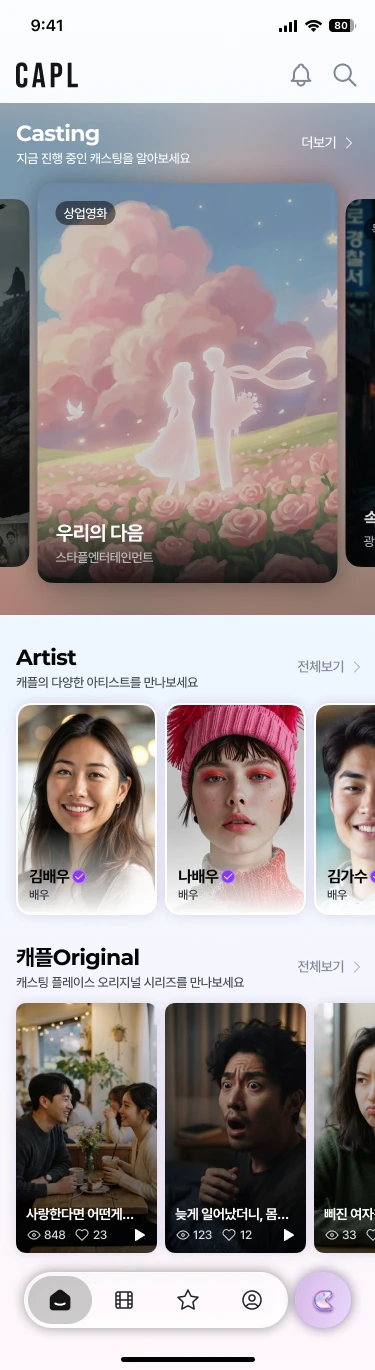 9:41
80
CAPL
Casting
더보기
지금 진행 중인 캐스팅을 알아보세요
상업영화
경찰서
우리의 다음
스타플엔터테인먼트
Artist
전체보기
캐플의 다양한 아티스트를 만나보세요
김배우
배우
나배우
배우
김가수
배우
캐플Original
전체보기
캐스팅 플레이스 오리지널 시리즈를 만나보세요
사랑한다면 어떤게...
848 23
늦게 일어났더니, 몸...
123 12
삐진 여자
33